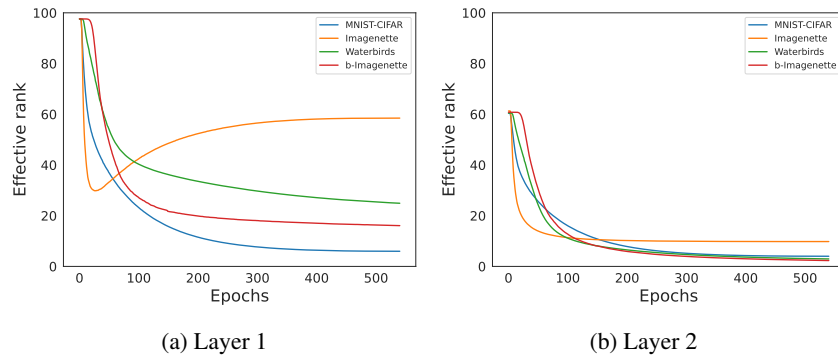 100
80
60
40
20
0
Effective rank
0 100 200 300 400 500
Epochs
MNIST-CIFAR
Imagenette
Waterbirds
b-Imagenette
(a) Layer 1
100
80
60
40
20
0
Effective rank
0 100 200 300 400 500
Epochs
MNIST-CIFAR
Imagenette
Waterbirds
b-Imagenette
(b) Layer 2